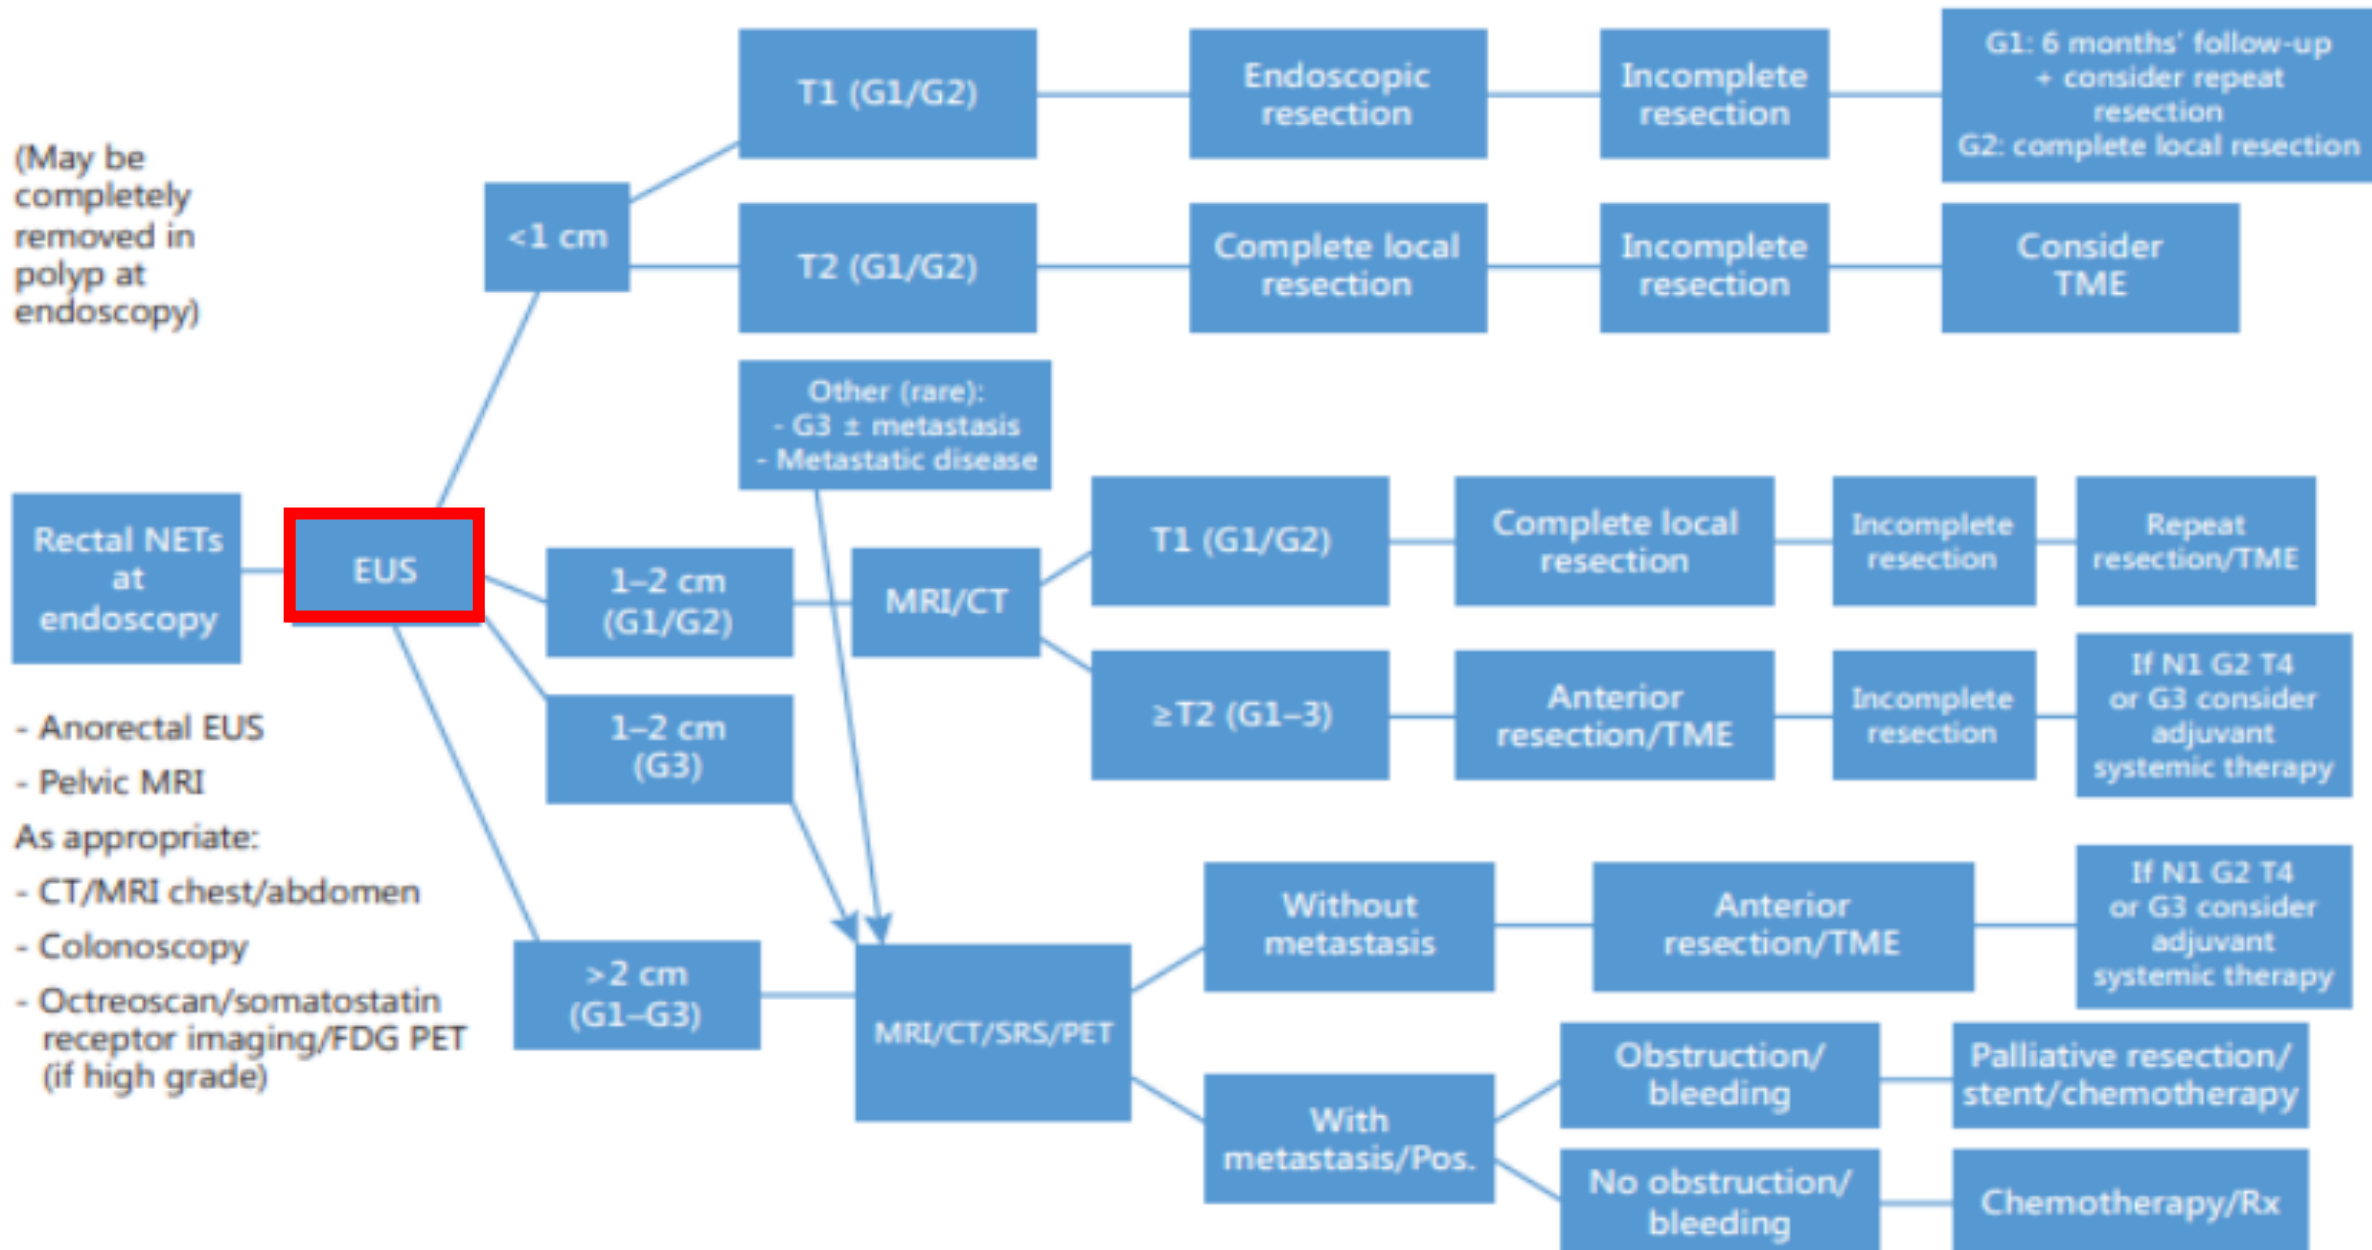 (May be
completely
removed in
polyp at
endoscopy)
Rectal NETs
at
endoscopy
- Anorectal EUS
- Pelvic MRI
As appropriate:
- CT/MRI chest/abdomen
- Colonoscopy
- Octreoscan/somatostatin
receptor imaging/FDG PET
(if high grade)
EUS
<1 cm
T1 (G1/G2)
Endoscopic
resection
Incomplete
resection
G1: 6 months' follow-up
+ consider repeat
resection
G2: complete local resection
T2 (G1/G2)
Complete local
resection
Incomplete
resection
Consider
TME
Other (rare):
- G3 ± metastasis
- Metastatic disease
1–2 cm
(G1/G2)
MRI/CT
T1 (G1/G2)
Complete local
resection
Incomplete
resection
Repeat
resection/TME
≥T2 (G1–3)
Anterior
resection/TME
Incomplete
resection
If N1 G2 T4
or G3 consider
adjuvant
systemic therapy
1–2 cm
(G3)
>2 cm
(G1–G3)
MRI/CT/SRS/PET
Without
metastasis
Anterior
resection/TME
If N1 G2 T4
or G3 consider
adjuvant
systemic therapy
With
metastasis/Pos.
Obstruction/
bleeding
Palliative resection/
stent/chemotherapy
No obstruction/
bleeding
Chemotherapy/Rx